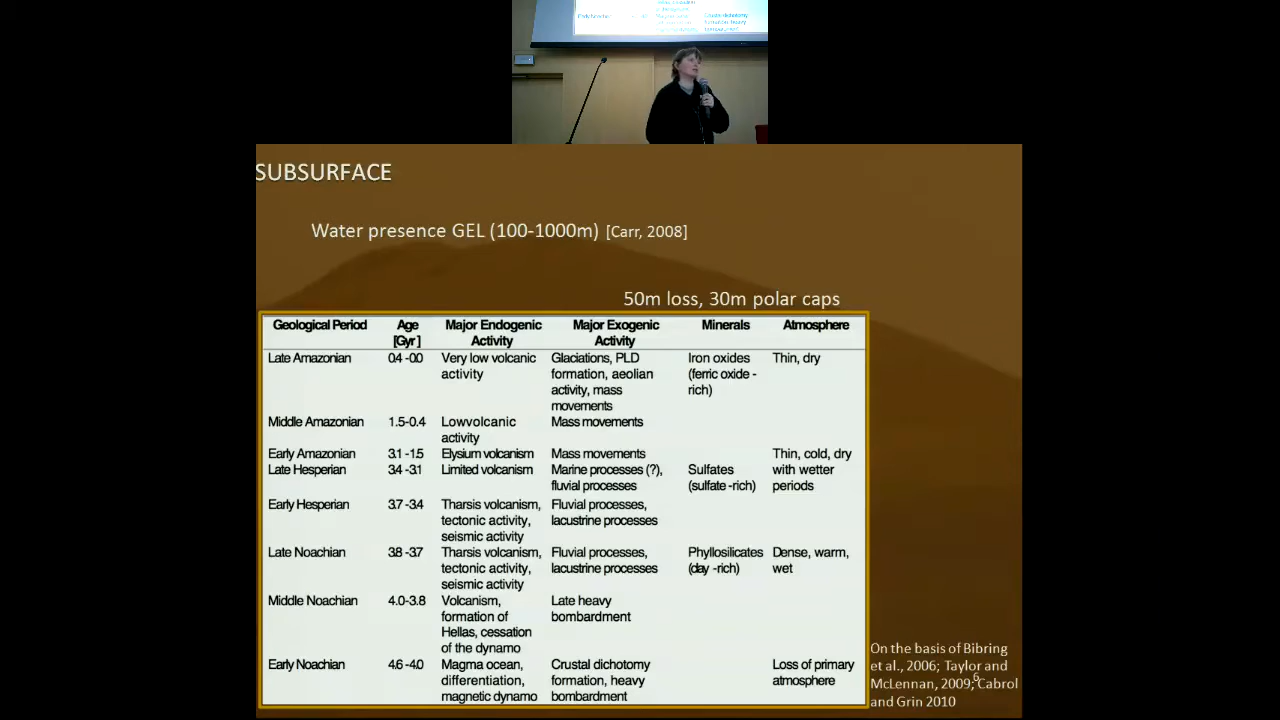 Early Noachian
Crustal dichotomy
formation, heavy
bombardment
SUBSURFACE
Water presence GEL (100-1000m) [Carr, 2008]
50m loss, 30m polar caps
Geological Period Age [Gyr ] Major Endogenic Activity Major Exogenic Activity Minerals Atmosphere
Late Amazonian 0.4 -0.0 Very low volcanic Glaciations, PLD Iron oxides Thin, dry
activity formation, aeolian (ferric oxide -
activity, mass rich)
movements
Middle Amazonian 1.5-0.4 Lowvolcanic Mass movements
activity
Early Amazonian 3.1 -1.5 Elysium volcanism Mass movements Thin, cold, dry
Late Hesperian 3.4 -3.1 Limited volcanism Marine processes (?), Sulfates with wetter
fluvial processes (sulfate -rich) periods
Early Hesperian 3.7 -3.4 Tharsis volcanism, Fluvial processes,
tectonic activity, lacustrine processes
seismic activity
Late Noachian 3.8 -3.7 Tharsis volcanism, Fluvial processes, Phyllosilicates Dense, warm,
tectonic activity, lacustrine processes (clay -rich) wet
seismic activity
Middle Noachian 4.0-3.8 Volcanism, Late heavy
formation of bombardment
Hellas, cessation
of the dynamo
Early Noachian 4.6 -4.0 Magma ocean, Crustal dichotomy Loss of primary
differentiation, formation, heavy atmosphere
magnetic dynamo bombardment
On the basis of Bibring
et al., 2006; Taylor and
McLennan, 2009; Cabrol
and Grin 2010
6